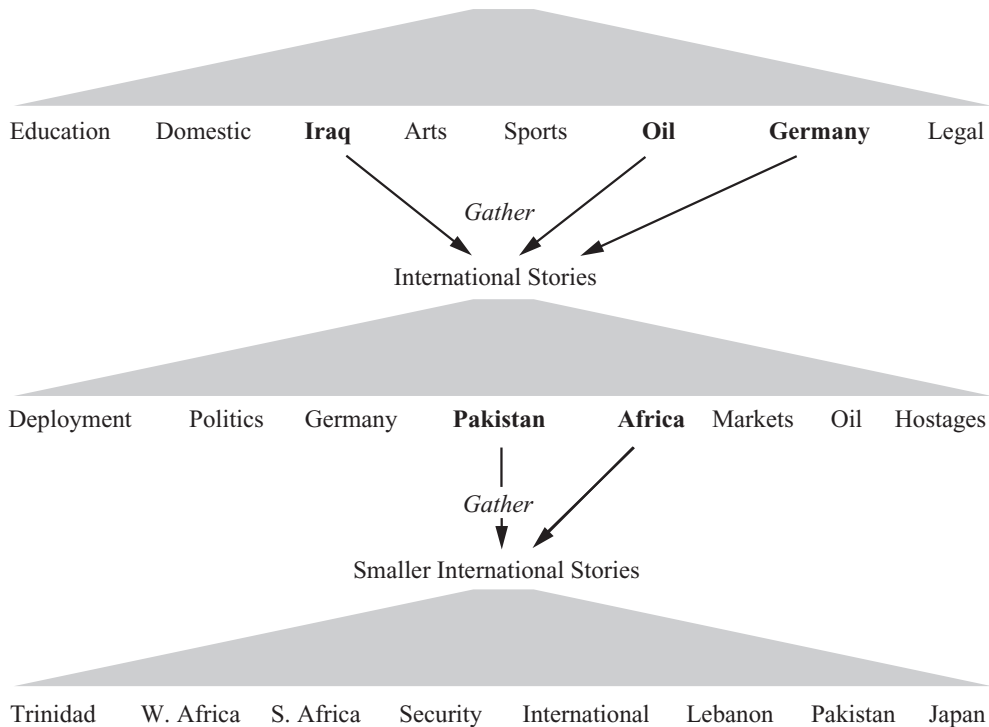 Education Domestic Iraq Arts Sports Oil Germany Legal
Gather
International Stories
Deployment Politics Germany Pakistan Africa Markets Oil Hostages
Gather
Smaller International Stories
Trinidad W. Africa S. Africa Security International Lebanon Pakistan Japan